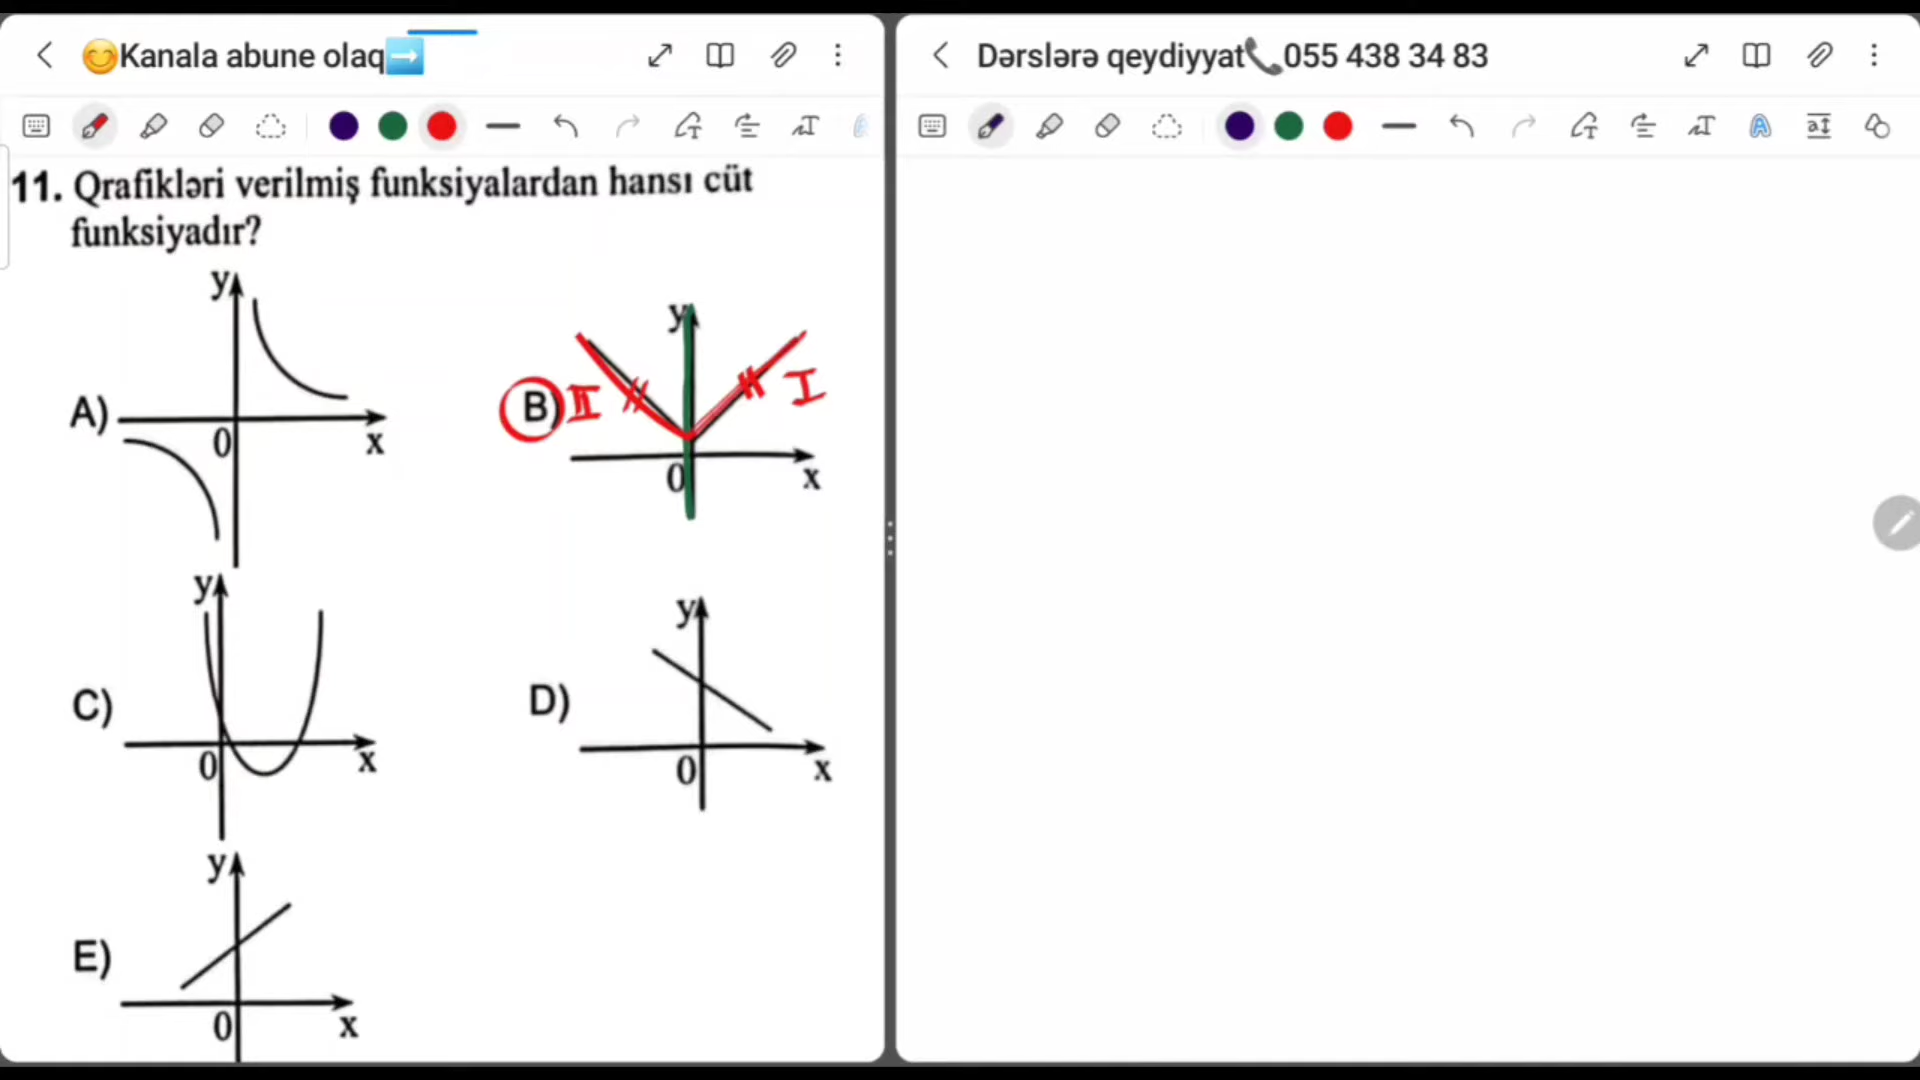 😊Kanala abune olaq➡️
Dərslərə qeydiyyat📞055 438 34 83
11. Qrafikləri verilmiş funksiyalardan hansı cüt
funksiyadır?
A)
y
0
x
B)
II
I
y
0
x
C)
y
0
x
D)
y
0
x
E)
y
0
x